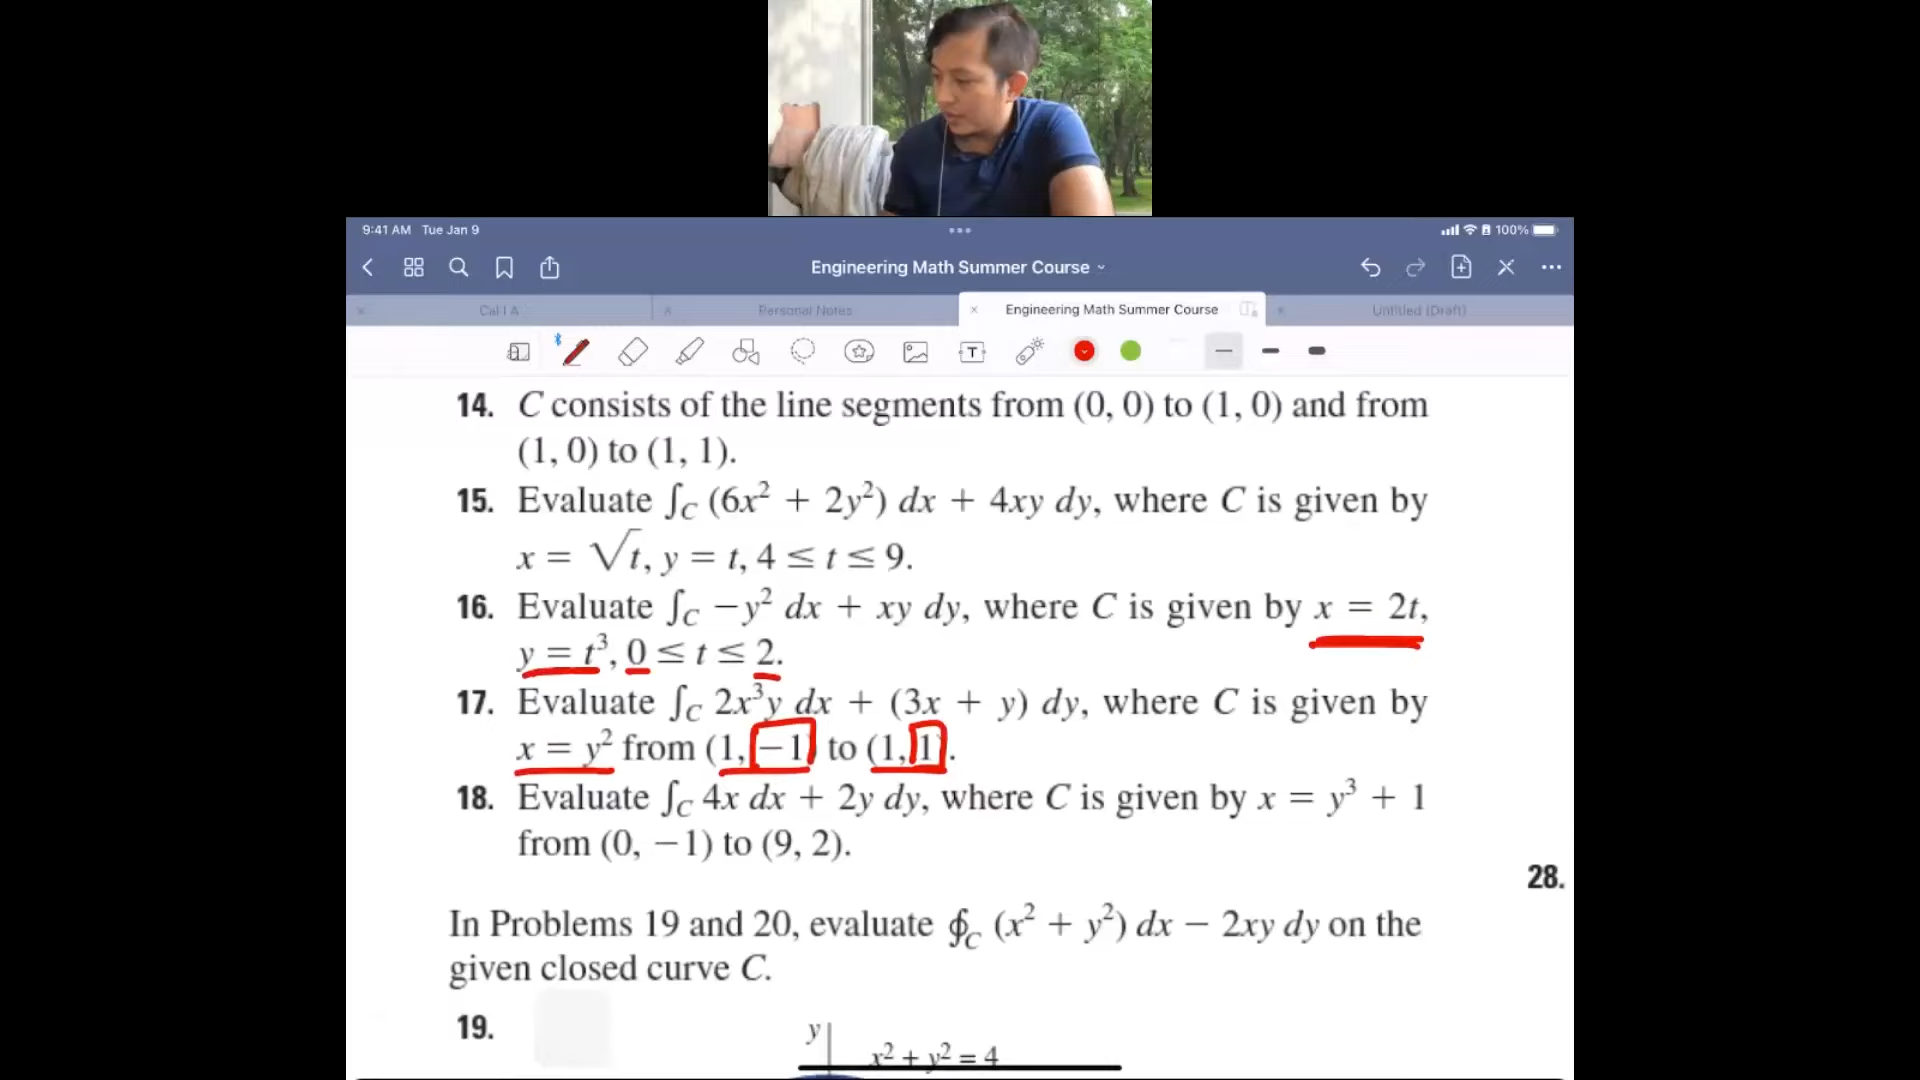 9:41 AM Tue Jan 9
100%
Engineering Math Summer Course
Cal I A
Personal Notes
Engineering Math Summer Course
Untitled (Draft)
T
14. C consists of the line segments from (0, 0) to (1, 0) and from
(1, 0) to (1, 1).
15. Evaluate ∫C (6x² + 2y²) dx + 4xy dy, where C is given by
x = √t, y = t, 4 ≤ t ≤ 9.
16. Evaluate ∫C −y² dx + xy dy, where C is given by x = 2t,
y = t³, 0 ≤ t ≤ 2.
17. Evaluate ∫C 2x³y dx + (3x + y) dy, where C is given by
x = y² from (1, −1) to (1, 1).
18. Evaluate ∫C 4x dx + 2y dy, where C is given by x = y³ + 1
from (0, −1) to (9, 2).
28.
In Problems 19 and 20, evaluate ∮C (x² + y²) dx − 2xy dy on the
given closed curve C.
19.
y
x² + y² = 4